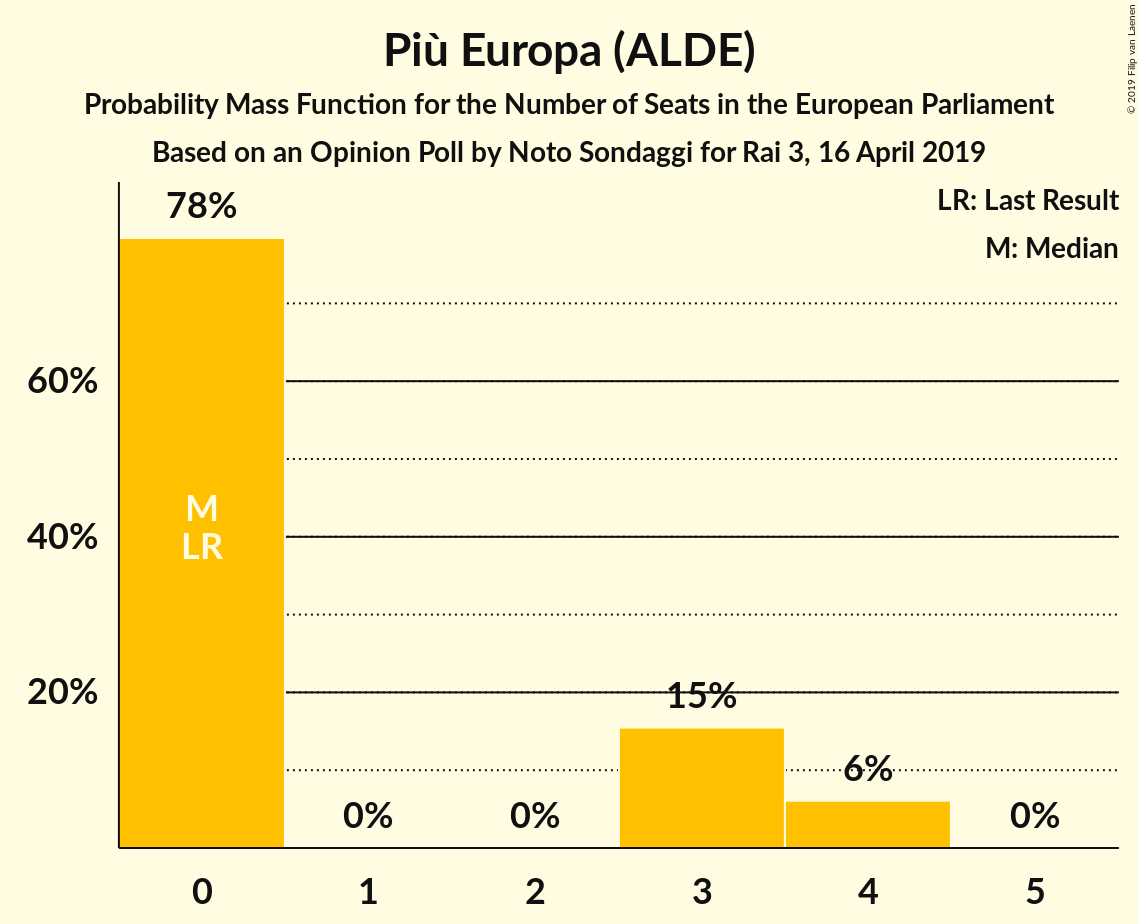 Più Europa (ALDE)
Probability Mass Function for the Number of Seats in the European Parliament
Based on an Opinion Poll by Noto Sondaggi for Rai 3, 16 April 2019
© 2019 Filip van Laenen
LR: Last Result
M: Median
78%
60%
40%
20%
M
LR
0%
0%
15%
6%
0%
0
1
2
3
4
5